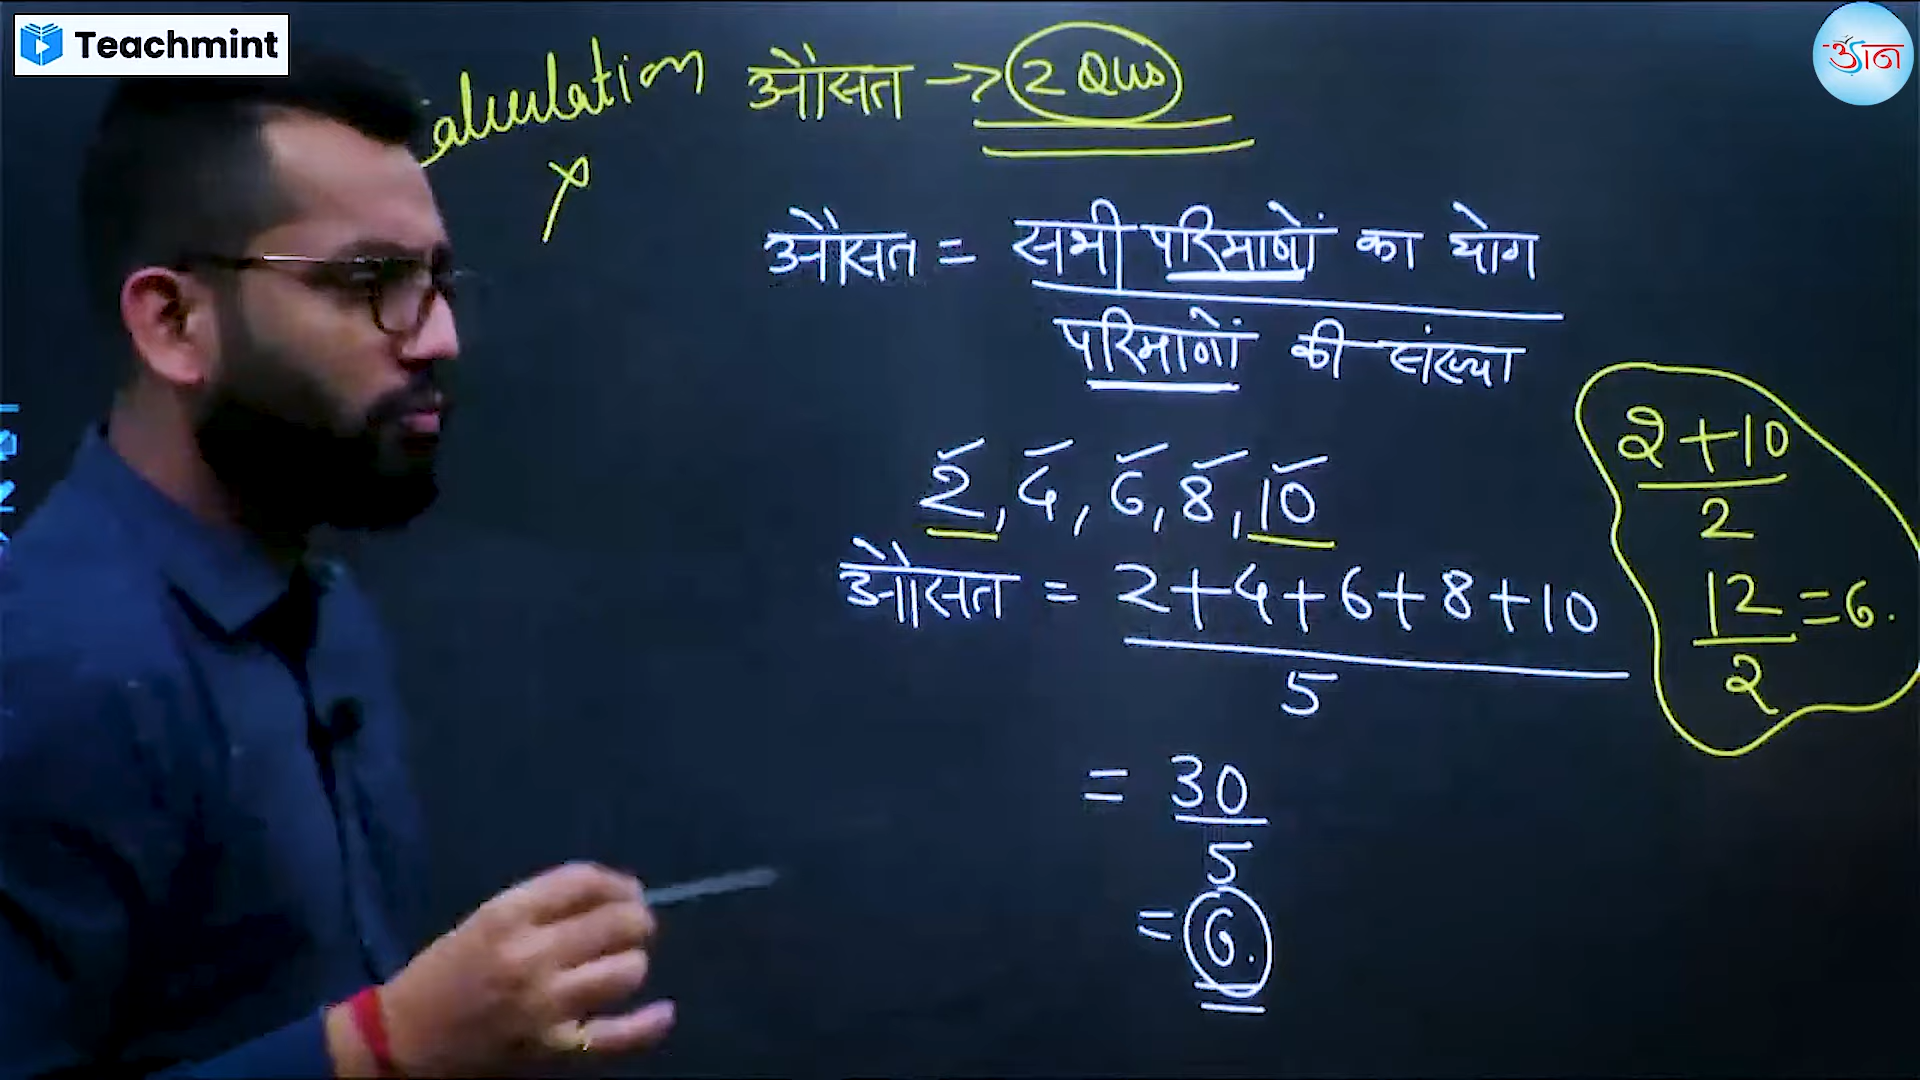 Teachmint
alculation औसत → 2 Qus
औसत = सभी परिमाणों का योग
परिमाणों की संख्या
2, 4, 6, 8, 10
औसत = 2+4+6+8+10
5
= 30
5
= 6.
2+10
2
12 = 6.
2